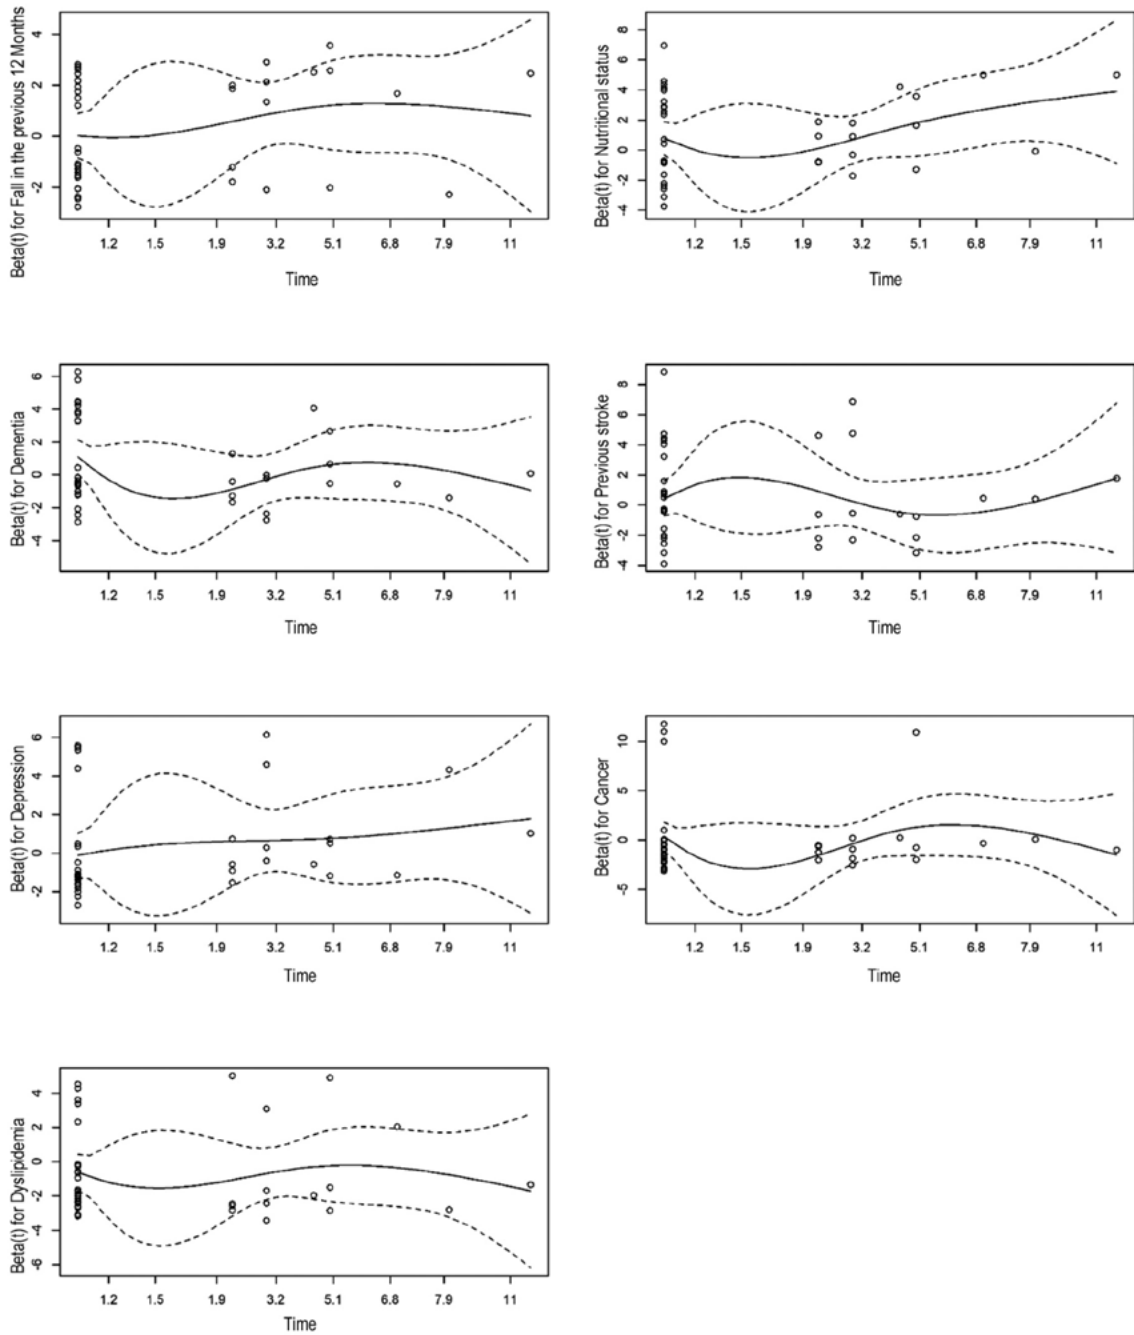 Beta(t) for Fall in the previous 12 Months
4
2
0
-2
1.2 1.5 1.9 3.2 5.1 6.8 7.9 11
Time
Beta(t) for Nutritional status
8
6
4
2
0
-2
-4
1.2 1.5 1.9 3.2 5.1 6.8 7.9 11
Time
Beta(t) for Dementia
6
4
2
0
-2
-4
1.2 1.5 1.9 3.2 5.1 6.8 7.9 11
Time
Beta(t) for Previous stroke
8
6
4
2
0
-2
-4
1.2 1.5 1.9 3.2 5.1 6.8 7.9 11
Time
Beta(t) for Depression
6
4
2
0
-2
1.2 1.5 1.9 3.2 5.1 6.8 7.9 11
Time
Beta(t) for Cancer
10
5
0
-5
1.2 1.5 1.9 3.2 5.1 6.8 7.9 11
Time
Beta(t) for Dyslipidemia
4
2
0
-2
-4
-6
1.2 1.5 1.9 3.2 5.1 6.8 7.9 11
Time